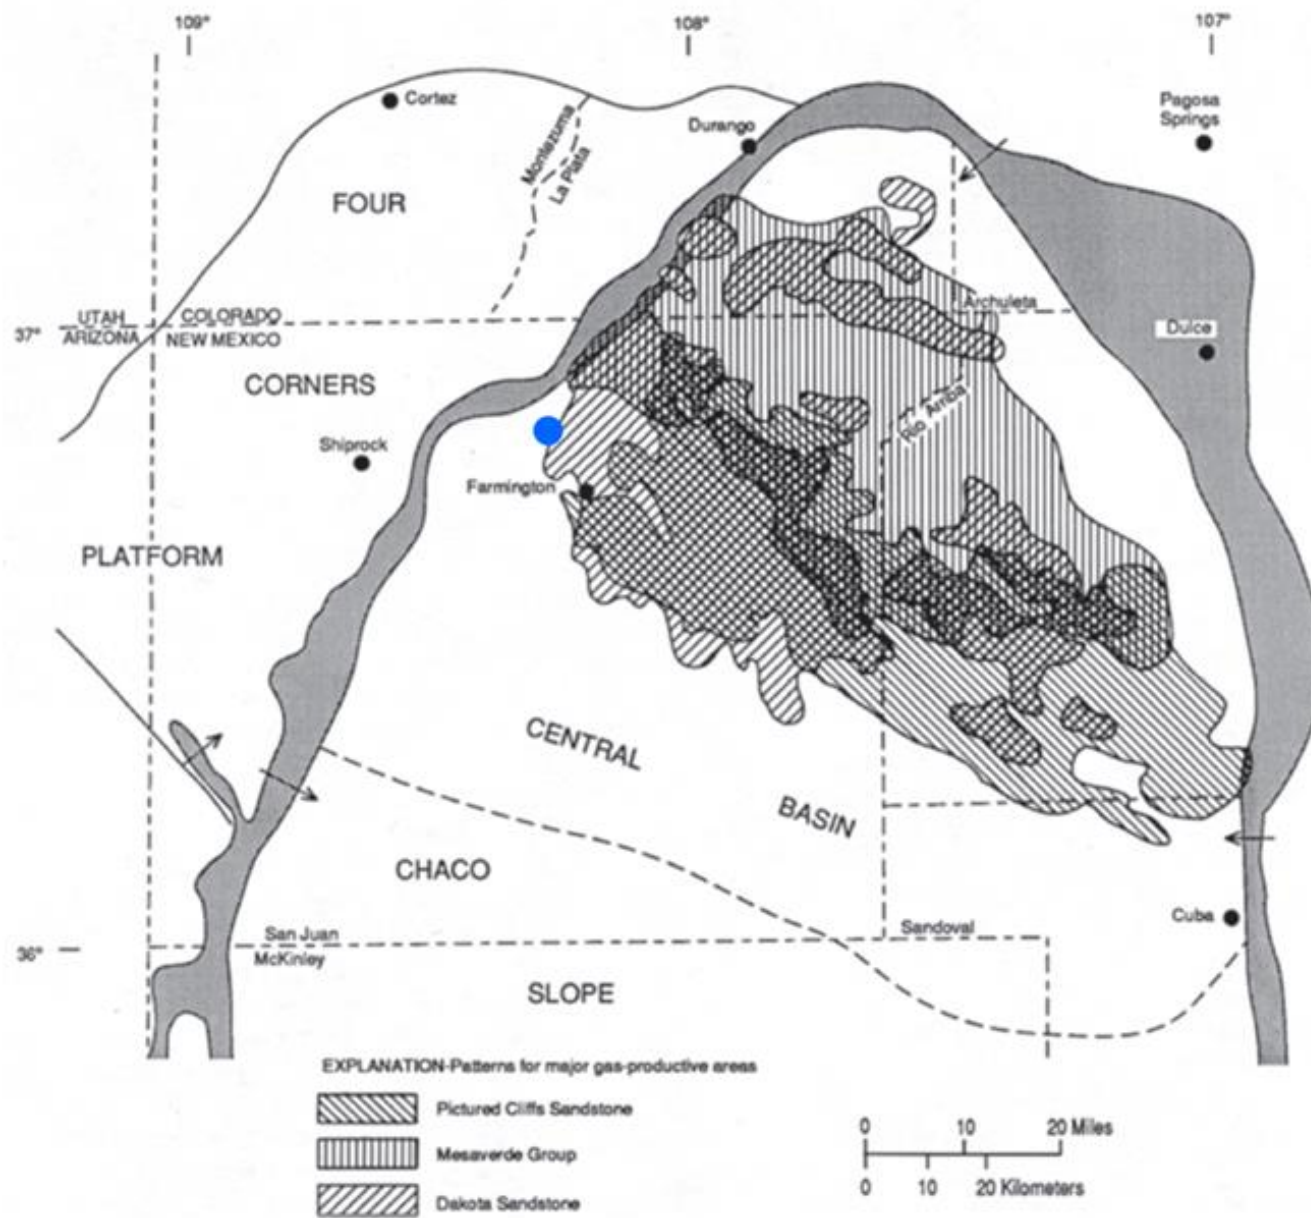 109°
108°
107°
Cortez
Pagosa
Springs
Durango
Montezuma
La Plata
FOUR
Archuleta
UTAH
COLORADO
37°
ARIZONA
NEW MEXICO
Dulce
CORNERS
Rio Arriba
Shiprock
Farmington
PLATFORM
CENTRAL
BASIN
CHACO
Cuba
San Juan
Sandoval
36°
McKinley
SLOPE
EXPLANATION-Patterns for major gas-productive areas
Pictured Cliffs Sandstone
Mesaverde Group
Dakota Sandstone
0 10 20 Miles
0 10 20 Kilometers